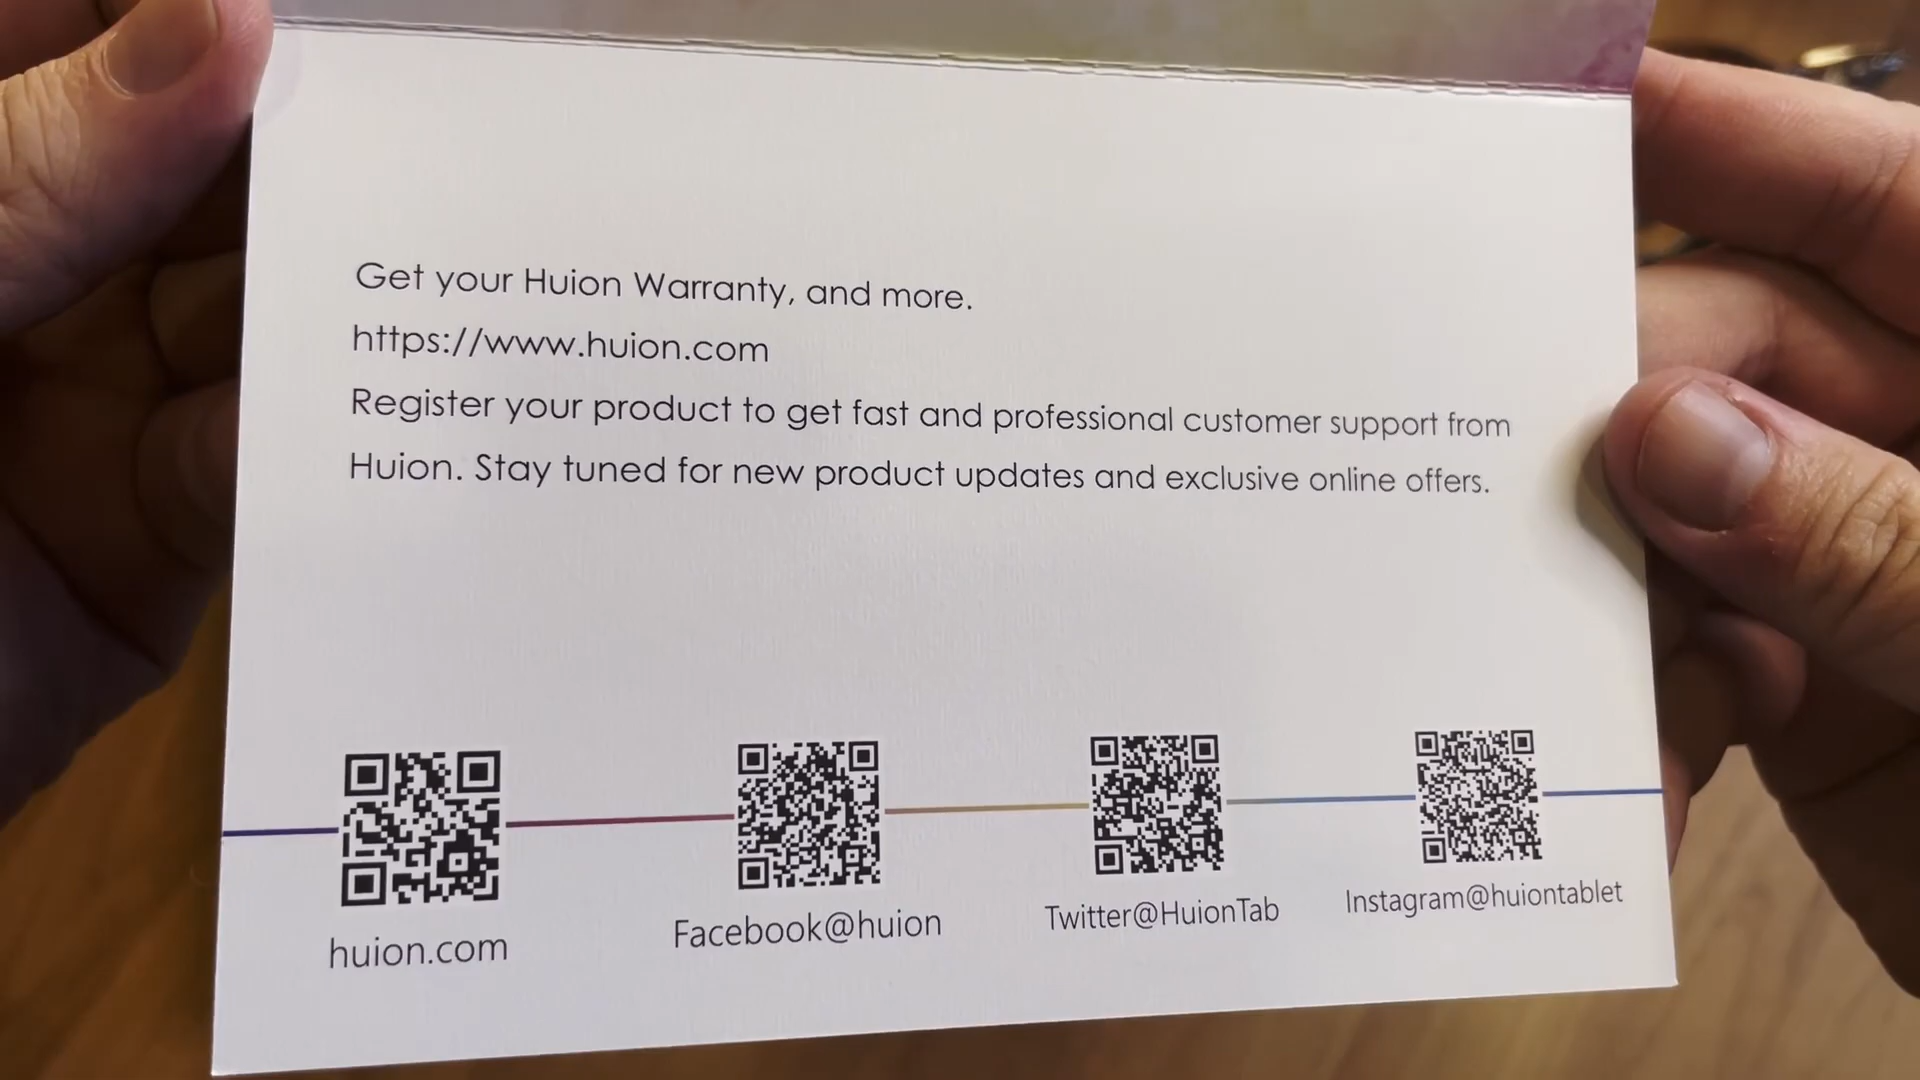 Get your Huion Warranty, and more.
https://www.huion.com
Register your product to get fast and professional customer support from
Huion. Stay tuned for new product updates and exclusive online offers.
huion.com
Facebook@huion
Twitter@HuionTab
Instagram@huiontablet